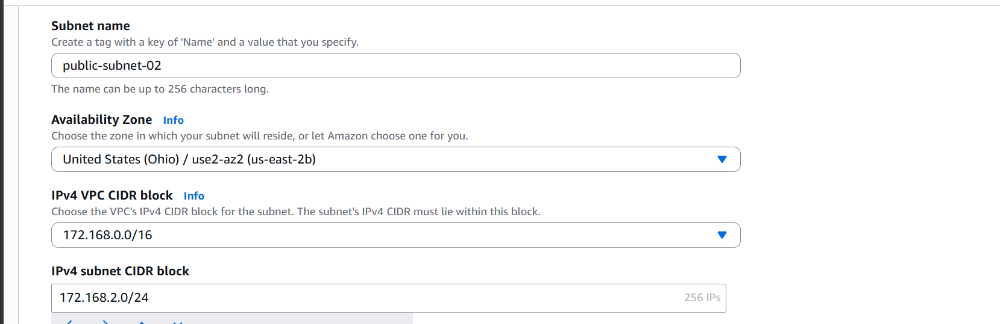 Subnet name
Create a tag with a key of 'Name' and a value that you specify.
public-subnet-02
The name can be up to 256 characters long.
Availability Zone Info
Choose the zone in which your subnet will reside, or let Amazon choose one for you.
United States (Ohio) / use2-az2 (us-east-2b)
IPv4 VPC CIDR block Info
Choose the VPC's IPv4 CIDR block for the subnet. The subnet's IPv4 CIDR must lie within this block.
172.168.0.0/16
IPv4 subnet CIDR block
172.168.2.0/24 256 IPs